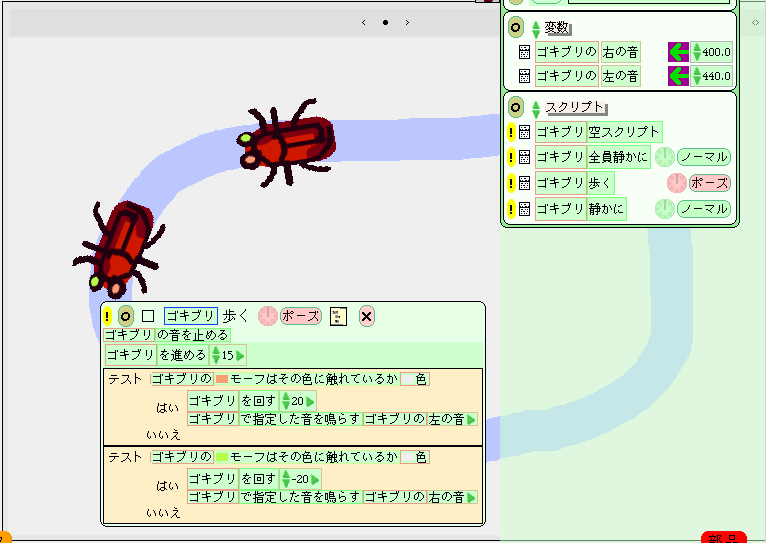 変数
ゴキブリの 右の音 400.0
ゴキブリの 左の音 440.0
スクリプト
! ゴキブリ 空スクリプト
! ゴキブリ 全員静かに ノーマル
! ゴキブリ 歩く ポーズ
! ゴキブリ 静かに ノーマル
! ゴキブリ 歩く ポーズ
ゴキブリ の音を止める
ゴキブリ を進める 15
テスト ゴキブリの モーフはその色に触れているか 色
はい ゴキブリ を回す 20
ゴキブリ で指定した音を鳴らす ゴキブリの 左の音
いいえ
テスト ゴキブリの モーフはその色に触れているか 色
はい ゴキブリ を回す -20
ゴキブリ で指定した音を鳴らす ゴキブリの 右の音
いいえ
部品